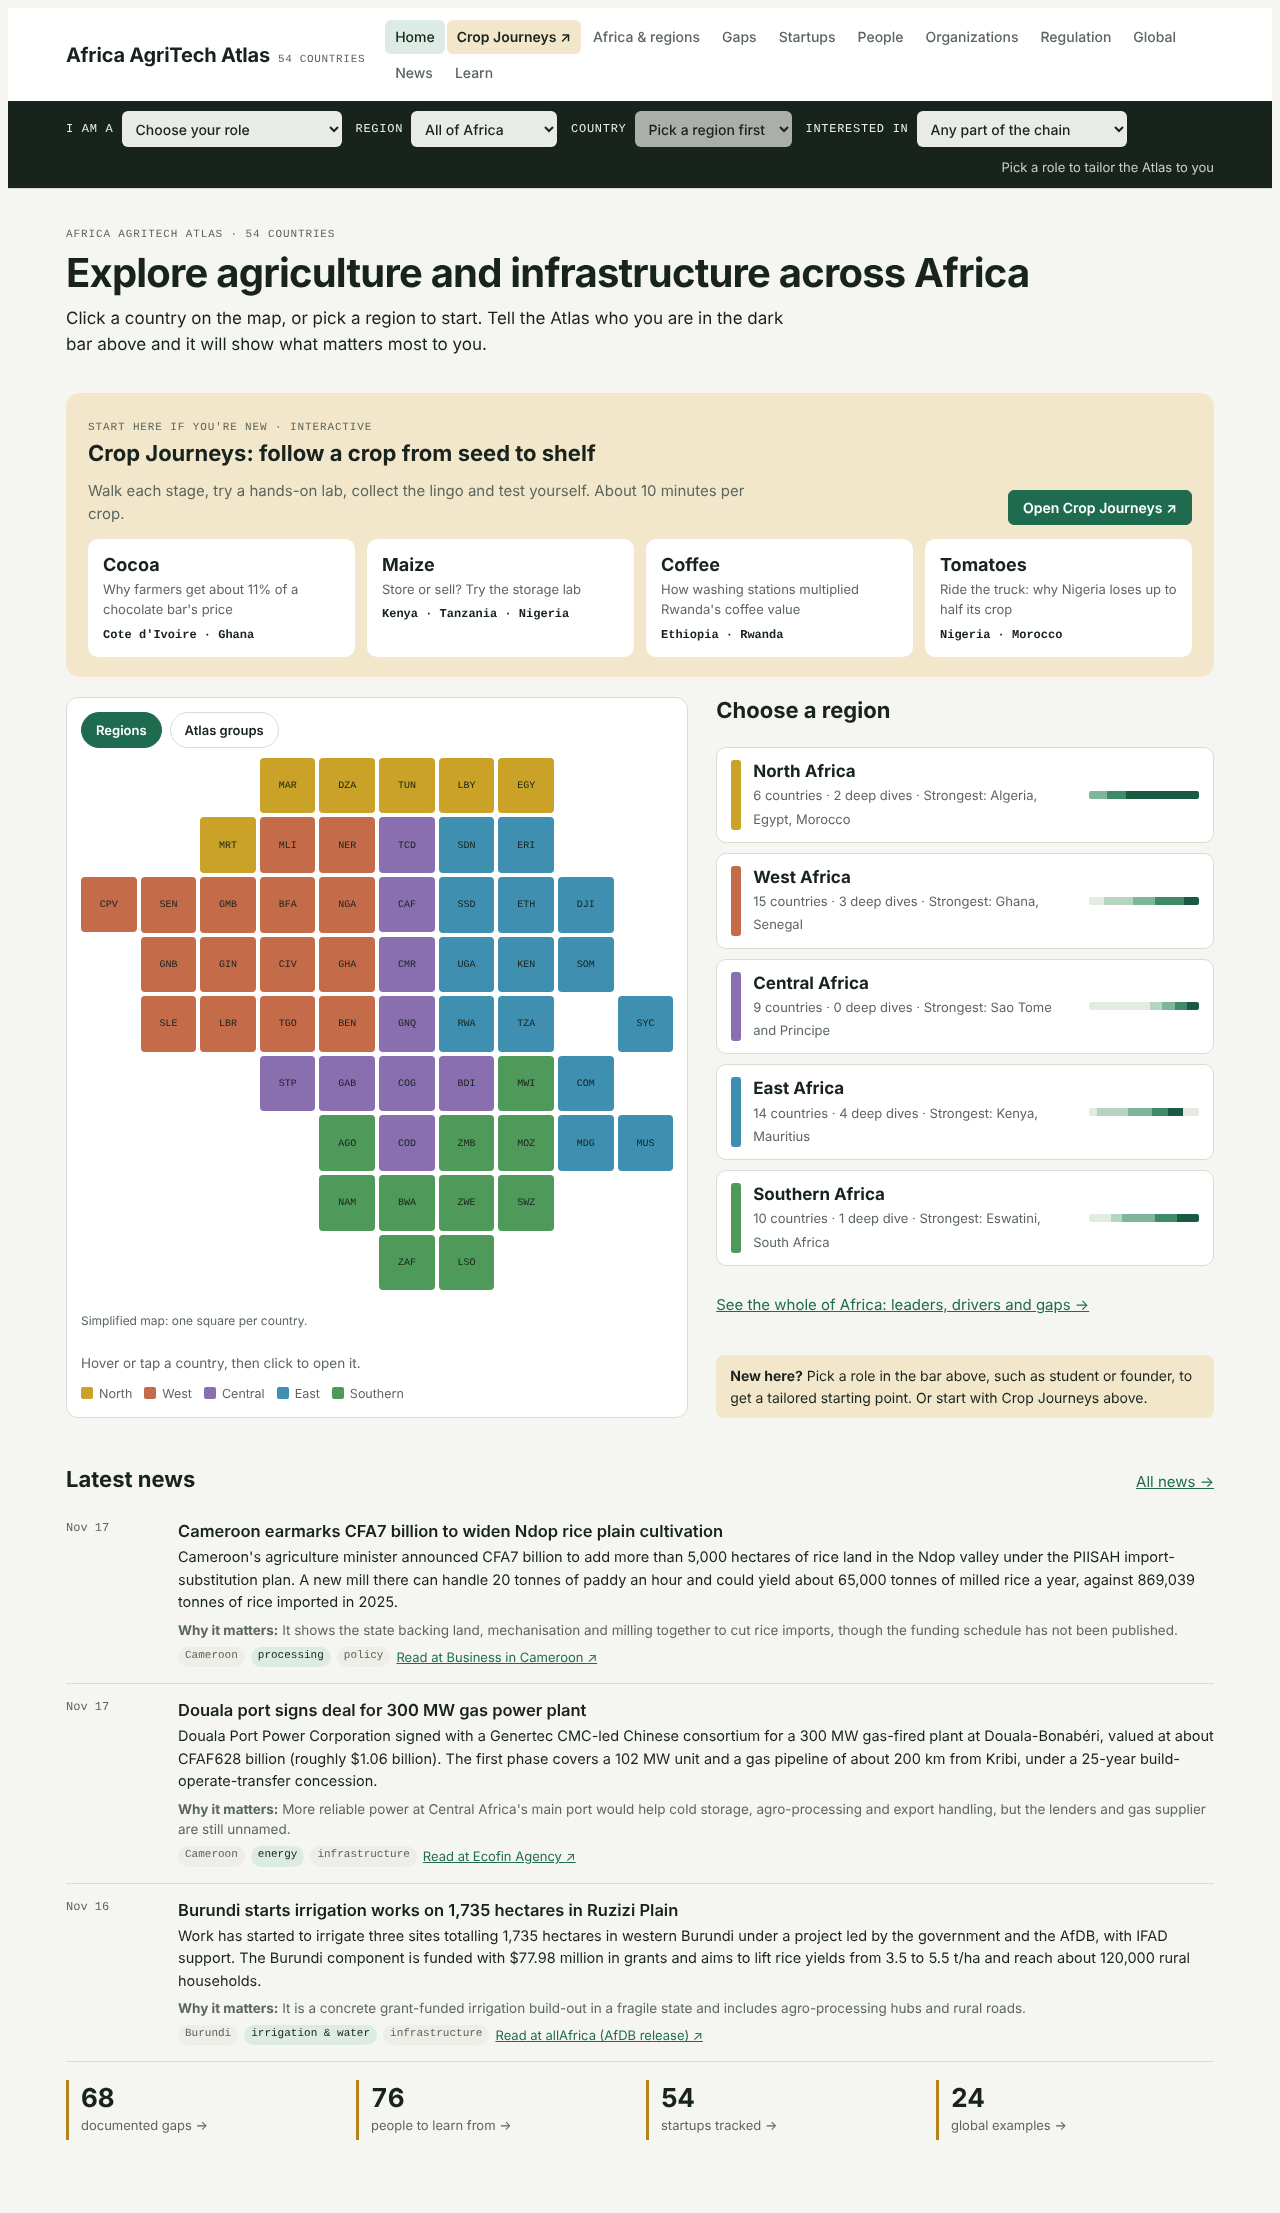 Africa AgriTech Atlas 54 COUNTRIES
Home Crop Journeys ↗ Africa & regions Gaps Startups People Organizations Regulation Global
News Learn
I AM A Choose your role REGION All of Africa COUNTRY Pick a region first INTERESTED IN Any part of the chain
Pick a role to tailor the Atlas to you
AFRICA AGRITECH ATLAS · 54 COUNTRIES
Explore agriculture and infrastructure across Africa
Click a country on the map, or pick a region to start. Tell the Atlas who you are in the dark
bar above and it will show what matters most to you.
START HERE IF YOU'RE NEW · INTERACTIVE
Crop Journeys: follow a crop from seed to shelf
Walk each stage, try a hands-on lab, collect the lingo and test yourself. About 10 minutes per
crop.
Open Crop Journeys ↗
Cocoa
Why farmers get about 11% of a
chocolate bar's price
Cote d'Ivoire · Ghana
Maize
Store or sell? Try the storage lab
Kenya · Tanzania · Nigeria
Coffee
How washing stations multiplied
Rwanda's coffee value
Ethiopia · Rwanda
Tomatoes
Ride the truck: why Nigeria loses up to
half its crop
Nigeria · Morocco
Regions Atlas groups
MAR DZA TUN LBY EGY
MRT MLI NER TCD SDN ERI
CPV SEN GMB BFA NGA CAF SSD ETH DJI
GNB GIN CIV GHA CMR UGA KEN SOM
SLE LBR TGO BEN GNQ RWA TZA SYC
STP GAB COG BDI MWI COM
AGO COD ZMB MOZ MDG MUS
NAM BWA ZWE SWZ
ZAF LSO
Simplified map: one square per country.
Hover or tap a country, then click to open it.
North West Central East Southern
Choose a region
North Africa
6 countries · 2 deep dives · Strongest: Algeria,
Egypt, Morocco
West Africa
15 countries · 3 deep dives · Strongest: Ghana,
Senegal
Central Africa
9 countries · 0 deep dives · Strongest: Sao Tome
and Principe
East Africa
14 countries · 4 deep dives · Strongest: Kenya,
Mauritius
Southern Africa
10 countries · 1 deep dive · Strongest: Eswatini,
South Africa
See the whole of Africa: leaders, drivers and gaps →
New here? Pick a role in the bar above, such as student or founder, to
get a tailored starting point. Or start with Crop Journeys above.
Latest news
All news →
Nov 17
Cameroon earmarks CFA7 billion to widen Ndop rice plain cultivation
Cameroon's agriculture minister announced CFA7 billion to add more than 5,000 hectares of rice land in the Ndop valley under the PIISAH import-
substitution plan. A new mill there can handle 20 tonnes of paddy an hour and could yield about 65,000 tonnes of milled rice a year, against 869,039
tonnes of rice imported in 2025.
Why it matters: It shows the state backing land, mechanisation and milling together to cut rice imports, though the funding schedule has not been published.
Cameroon processing policy Read at Business in Cameroon ↗
Nov 17
Douala port signs deal for 300 MW gas power plant
Douala Port Power Corporation signed with a Genertec CMC-led Chinese consortium for a 300 MW gas-fired plant at Douala-Bonabéri, valued at about
CFAF628 billion (roughly $1.06 billion). The first phase covers a 102 MW unit and a gas pipeline of about 200 km from Kribi, under a 25-year build-
operate-transfer concession.
Why it matters: More reliable power at Central Africa's main port would help cold storage, agro-processing and export handling, but the lenders and gas supplier
are still unnamed.
Cameroon energy infrastructure Read at Ecofin Agency ↗
Nov 16
Burundi starts irrigation works on 1,735 hectares in Ruzizi Plain
Work has started to irrigate three sites totalling 1,735 hectares in western Burundi under a project led by the government and the AfDB, with IFAD
support. The Burundi component is funded with $77.98 million in grants and aims to lift rice yields from 3.5 to 5.5 t/ha and reach about 120,000 rural
households.
Why it matters: It is a concrete grant-funded irrigation build-out in a fragile state and includes agro-processing hubs and rural roads.
Burundi irrigation & water infrastructure Read at allAfrica (AfDB release) ↗
68
documented gaps →
76
people to learn from →
54
startups tracked →
24
global examples →